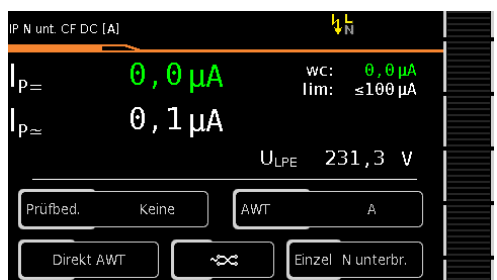 IP N unt. CF DC [A]
L
N
IP= 0,0 µA
wc: 0,0 µA
lim: ≤100 µA
IP≃ 0,1 µA
ULPE 231,3 V
Prüfbed. Keine
AWT A
Direkt AWT
Einzel N unterbr.